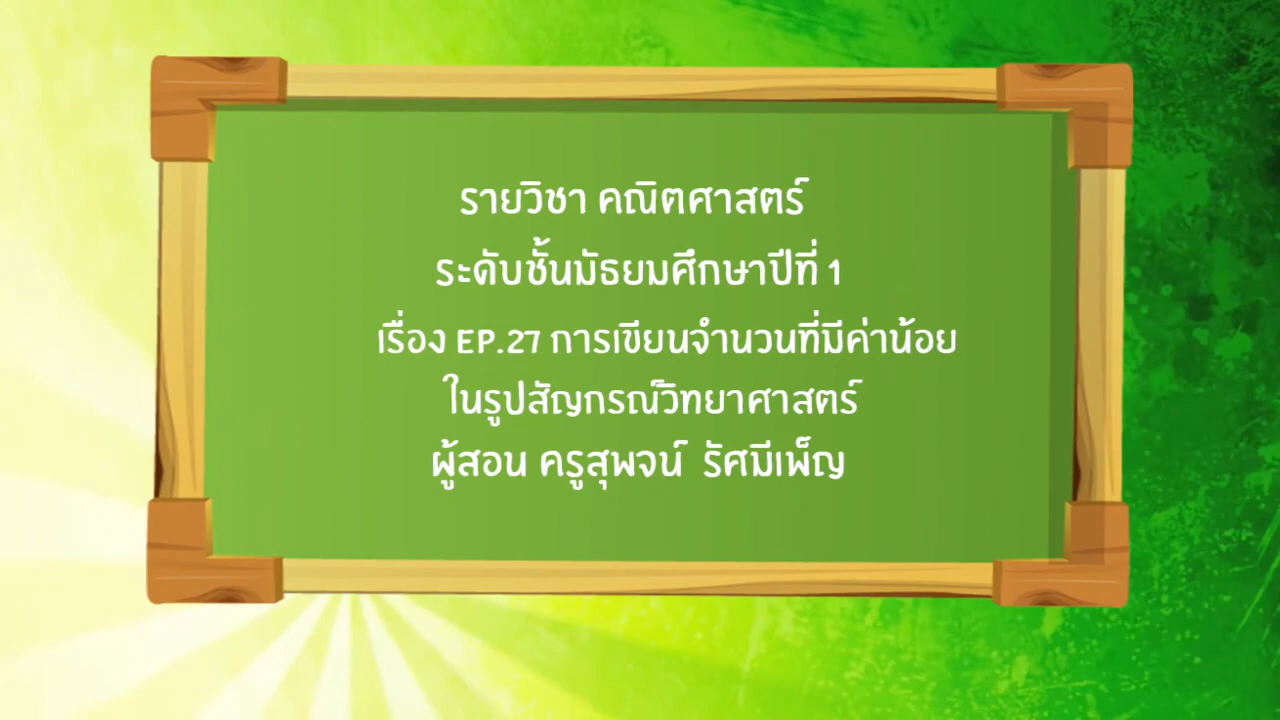 รายวิชา คณิตศาสตร์
ระดับชั้นมัธยมศึกษาปีที่ 1
เรื่อง EP.27 การเขียนจำนวนที่มีค่าน้อย
ในรูปสัญกรณ์วิทยาศาสตร์
ผู้สอน ครูสุพจน์ รัศมีเพ็ญ